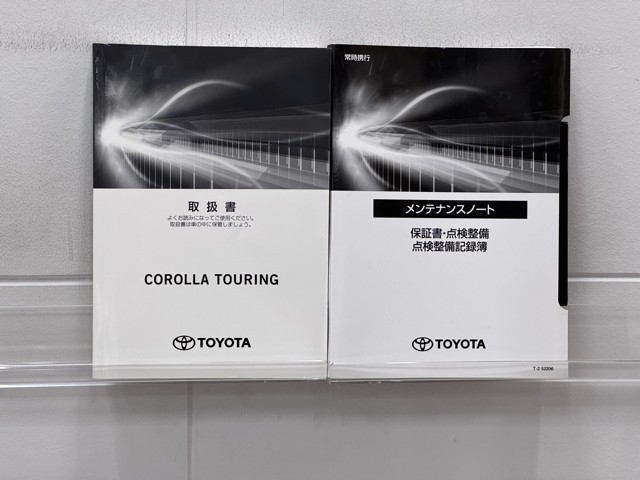 取扱書
よくお読みになってご使用ください。
取扱書は車の中に保管しましょう。
COROLLA TOURING
TOYOTA
常時携行
メンテナンスノート
保証書・点検整備
点検整備記録簿
TOYOTA
T-2 52206